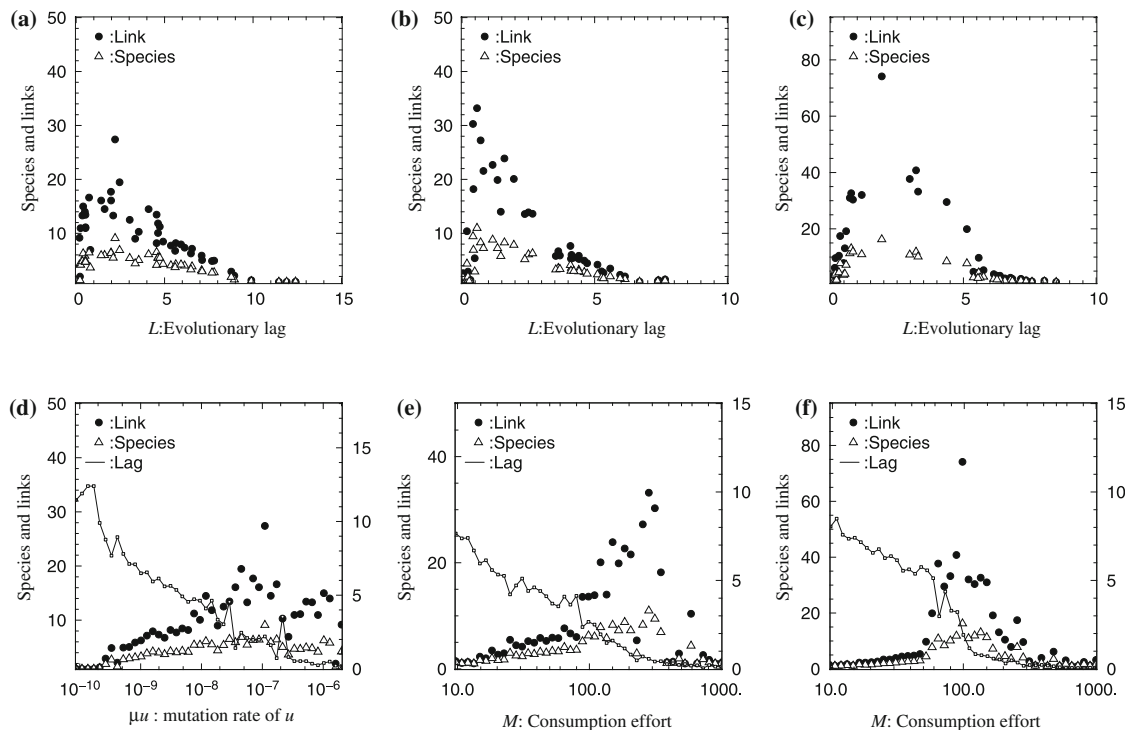 (a)
50
40
30
20
10
● :Link
△ :Species
Species and links
0 5 10 15
L:Evolutionary lag
(b)
50
40
30
20
10
● :Link
△ :Species
Species and links
0 5 10
L:Evolutionary lag
(c)
80
60
40
20
● :Link
△ :Species
Species and links
0 5 10
L:Evolutionary lag
(d)
50
40
30
20
10
● :Link
△ :Species
:Lag
Species and links
15
10
5
0
10⁻¹⁰ 10⁻⁹ 10⁻⁸ 10⁻⁷ 10⁻⁶
μu : mutation rate of u
(e)
50
40
20
0
● :Link
△ :Species
:Lag
Species and links
15
10
5
0
10.0 100.0 1000.
M: Consumption effort
(f)
80
60
40
20
0
● :Link
△ :Species
:Lag
Species and links
15
10
5
0
10.0 100.0 1000.
M: Consumption effort